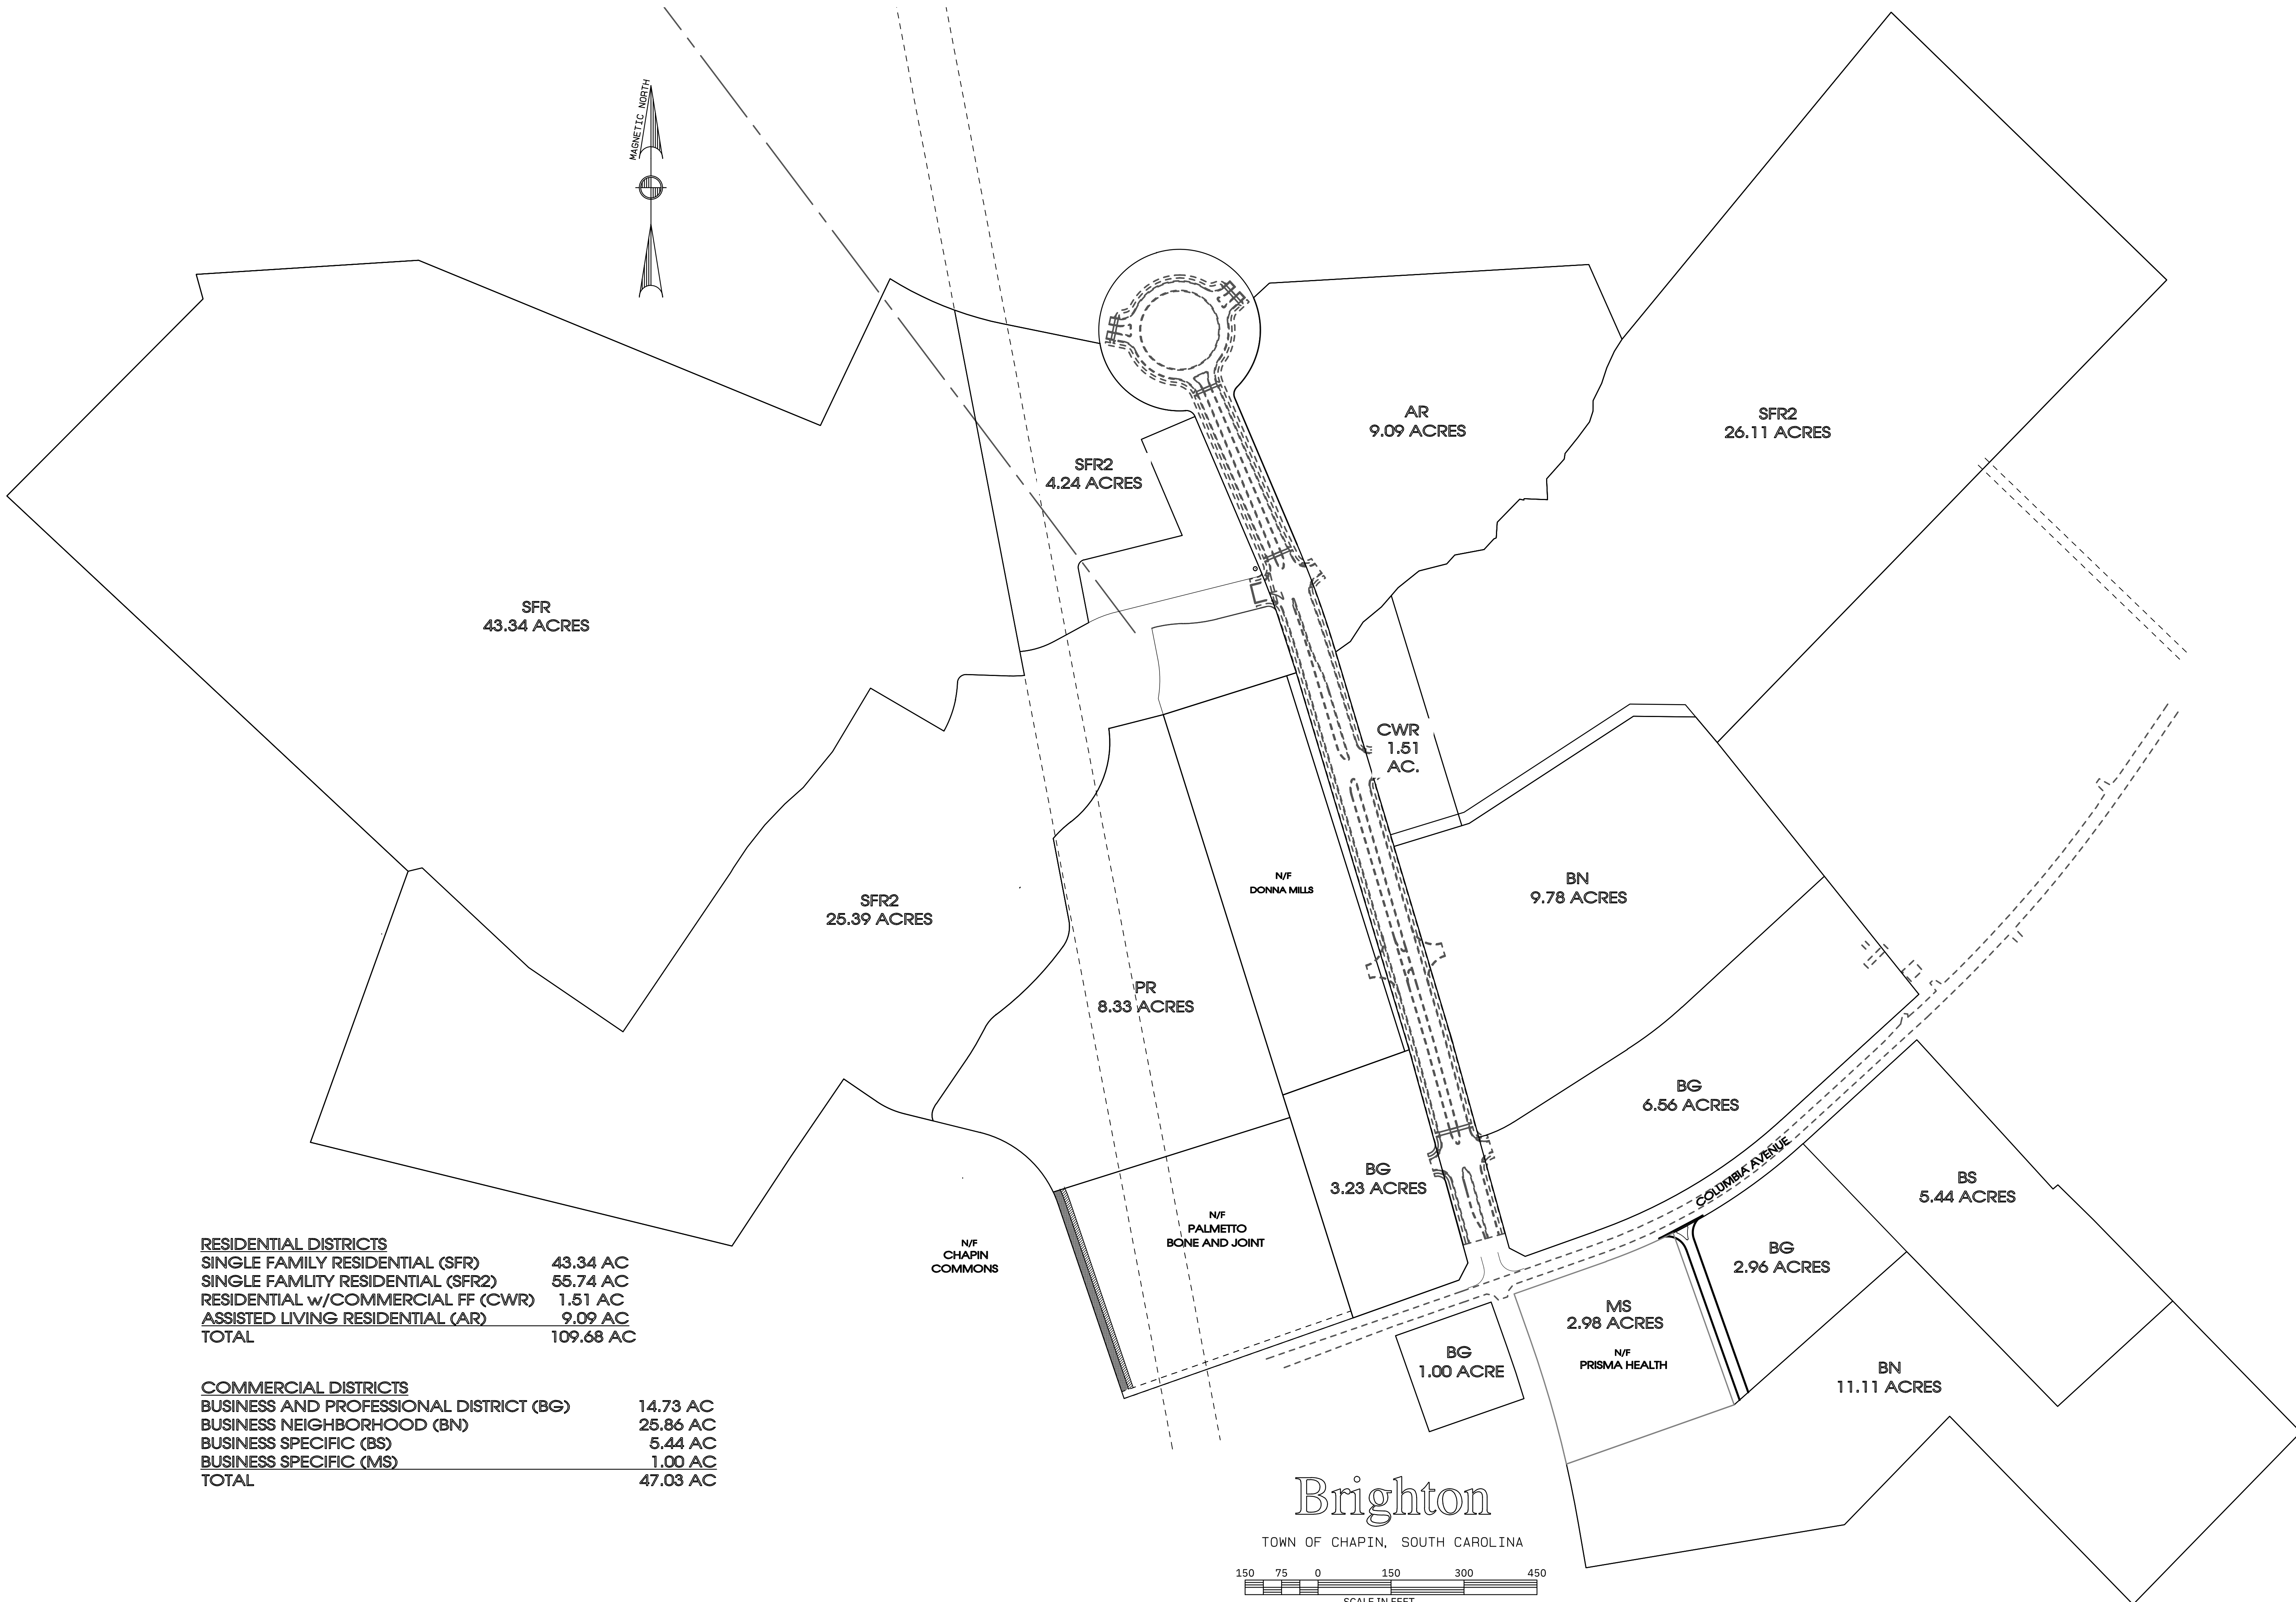 MAGNETIC NORTH
AR
9.09 ACRES
SFR2
26.11 ACRES
SFR2
4.24 ACRES
SFR
43.34 ACRES
CWR
1.51
AC.
N/F
DONNA MILLS
BN
9.78 ACRES
SFR2
25.39 ACRES
PR
8.33 ACRES
BG
6.56 ACRES
COLUMBIA AVENUE
BG
3.23 ACRES
BS
5.44 ACRES
N/F
PALMETTO
BONE AND JOINT
N/F
CHAPIN
COMMONS
BG
2.96 ACRES
MS
2.98 ACRES
N/F
PRISMA HEALTH
BG
1.00 ACRE
BN
11.11 ACRES
RESIDENTIAL DISTRICTS
SINGLE FAMILY RESIDENTIAL (SFR) 43.34 AC
SINGLE FAMLITY RESIDENTIAL (SFR2) 55.74 AC
RESIDENTIAL w/COMMERCIAL FF (CWR) 1.51 AC
ASSISTED LIVING RESIDENTIAL (AR) 9.09 AC
TOTAL 109.68 AC
COMMERCIAL DISTRICTS
BUSINESS AND PROFESSIONAL DISTRICT (BG) 14.73 AC
BUSINESS NEIGHBORHOOD (BN) 25.86 AC
BUSINESS SPECIFIC (BS) 5.44 AC
BUSINESS SPECIFIC (MS) 1.00 AC
TOTAL 47.03 AC
Brighton
TOWN OF CHAPIN, SOUTH CAROLINA
150 75 0 150 300 450
SCALE IN FEET